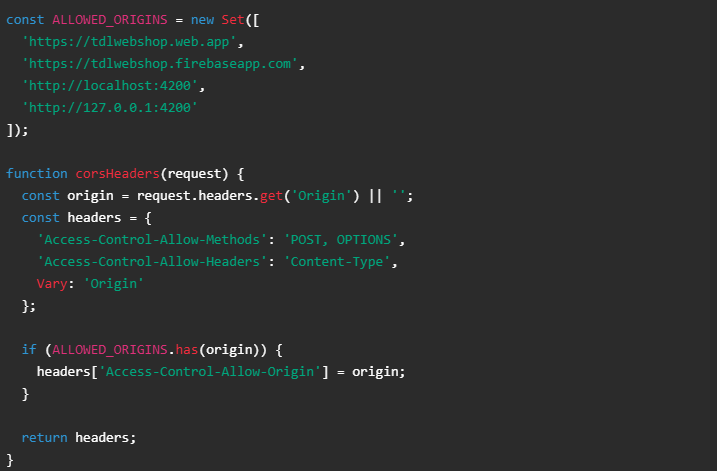 const ALLOWED_ORIGINS = new Set([
  'https://tdlwebshop.web.app',
  'https://tdlwebshop.firebaseapp.com',
  'http://localhost:4200',
  'http://127.0.0.1:4200'
]);

function corsHeaders(request) {
  const origin = request.headers.get('Origin') || '';
  const headers = {
    'Access-Control-Allow-Methods': 'POST, OPTIONS',
    'Access-Control-Allow-Headers': 'Content-Type',
    Vary: 'Origin'
  };

  if (ALLOWED_ORIGINS.has(origin)) {
    headers['Access-Control-Allow-Origin'] = origin;
  }

  return headers;
}